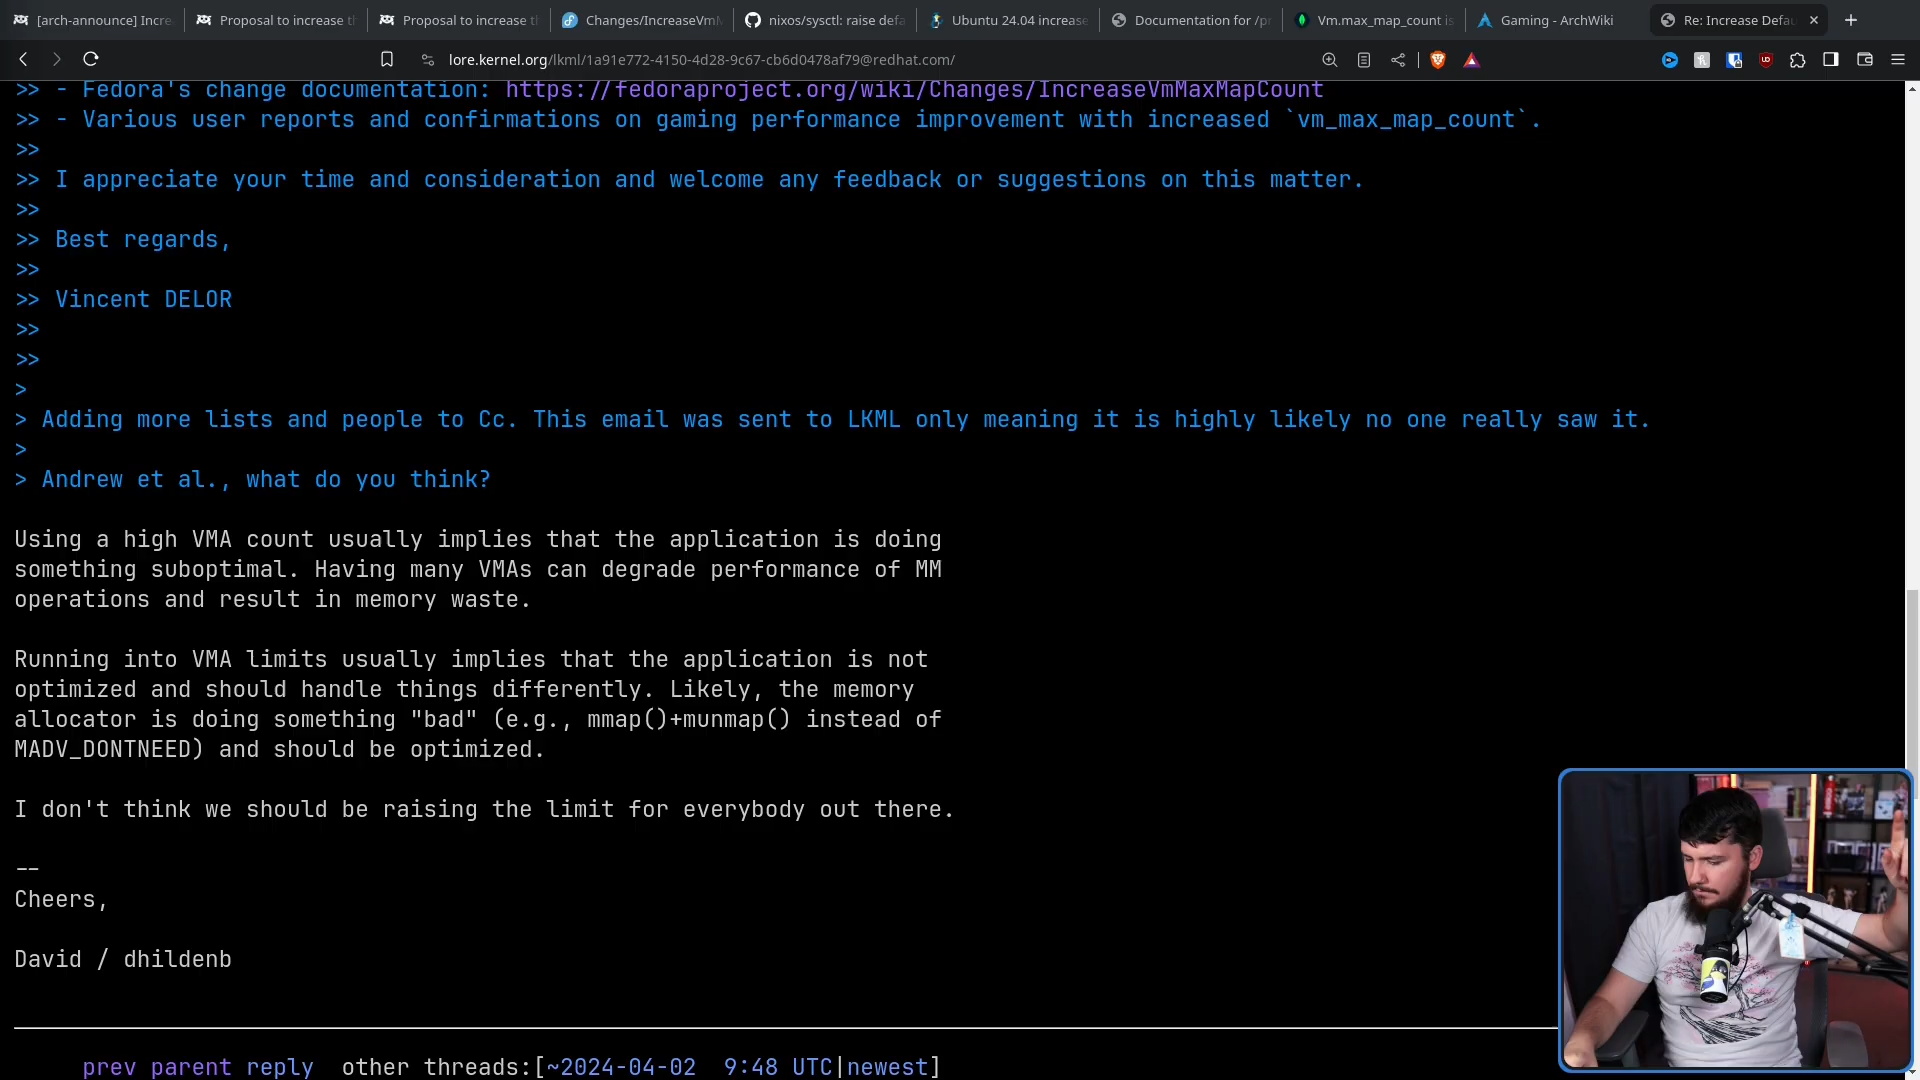 [arch-announce] Incre
Proposal to increase t
Proposal to increase t
Changes/IncreaseVmM
nixos/sysctl: raise defa
Ubuntu 24.04 increase
Documentation for /pr
Vm.max_map_count is
Gaming - ArchWiki
Re: Increase Defau
lore.kernel.org/lkml/1a91e772-4150-4d28-9c67-cb6d0478af79@redhat.com/
>> - Fedora's change documentation: https://fedoraproject.org/wiki/Changes/IncreaseVmMaxMapCount
>> - Various user reports and confirmations on gaming performance improvement with increased `vm_max_map_count`.
>>
>> I appreciate your time and consideration and welcome any feedback or suggestions on this matter.
>>
>> Best regards,
>>
>> Vincent DELOR
>>
>>
>
> Adding more lists and people to Cc. This email was sent to LKML only meaning it is highly likely no one really saw it.
>
> Andrew et al., what do you think?
Using a high VMA count usually implies that the application is doing
something suboptimal. Having many VMAs can degrade performance of MM
operations and result in memory waste.
Running into VMA limits usually implies that the application is not
optimized and should handle things differently. Likely, the memory
allocator is doing something "bad" (e.g., mmap()+munmap() instead of
MADV_DONTNEED) and should be optimized.
I don't think we should be raising the limit for everybody out there.
--
Cheers,
David / dhildenb
prev parent reply other threads:[~2024-04-02 9:48 UTC|newest]